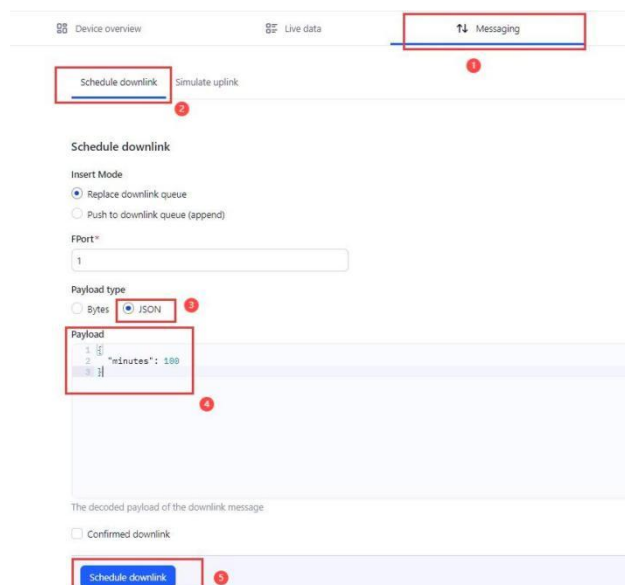 Device overview Live data Messaging
1
Schedule downlink Simulate uplink
2
Schedule downlink
Insert Mode
Replace downlink queue
Push to downlink queue (append)
FPort*
1
Payload type
Bytes JSON 3
Payload
1 {
2 "minutes": 100
3 }
4
The decoded payload of the downlink message
Confirmed downlink
Schedule downlink 5